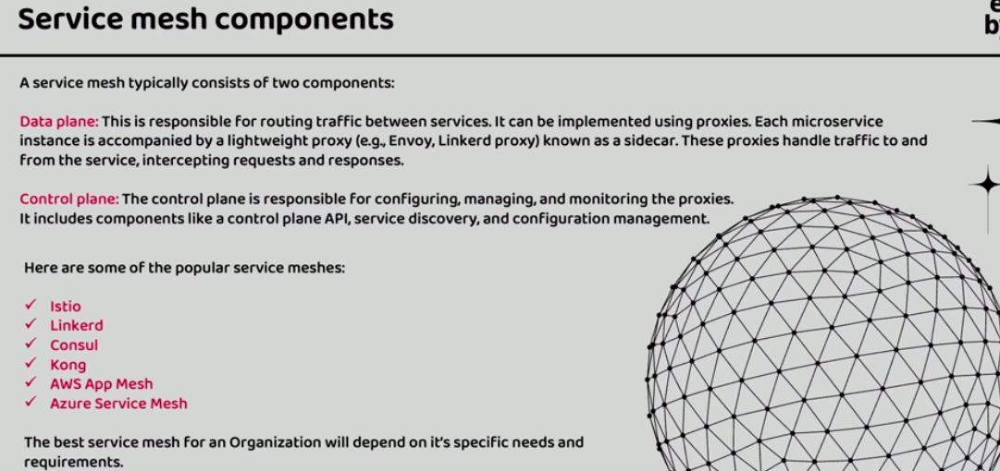 Service mesh components
A service mesh typically consists of two components:
Data plane: This is responsible for routing traffic between services. It can be implemented using proxies. Each microservice
instance is accompanied by a lightweight proxy (e.g., Envoy, Linkerd proxy) known as a sidecar. These proxies handle traffic to and
from the service, intercepting requests and responses.
Control plane: The control plane is responsible for configuring, managing, and monitoring the proxies.
It includes components like a control plane API, service discovery, and configuration management.
Here are some of the popular service meshes:
✓ Istio
✓ Linkerd
✓ Consul
✓ Kong
✓ AWS App Mesh
✓ Azure Service Mesh
The best service mesh for an Organization will depend on it's specific needs and
requirements.